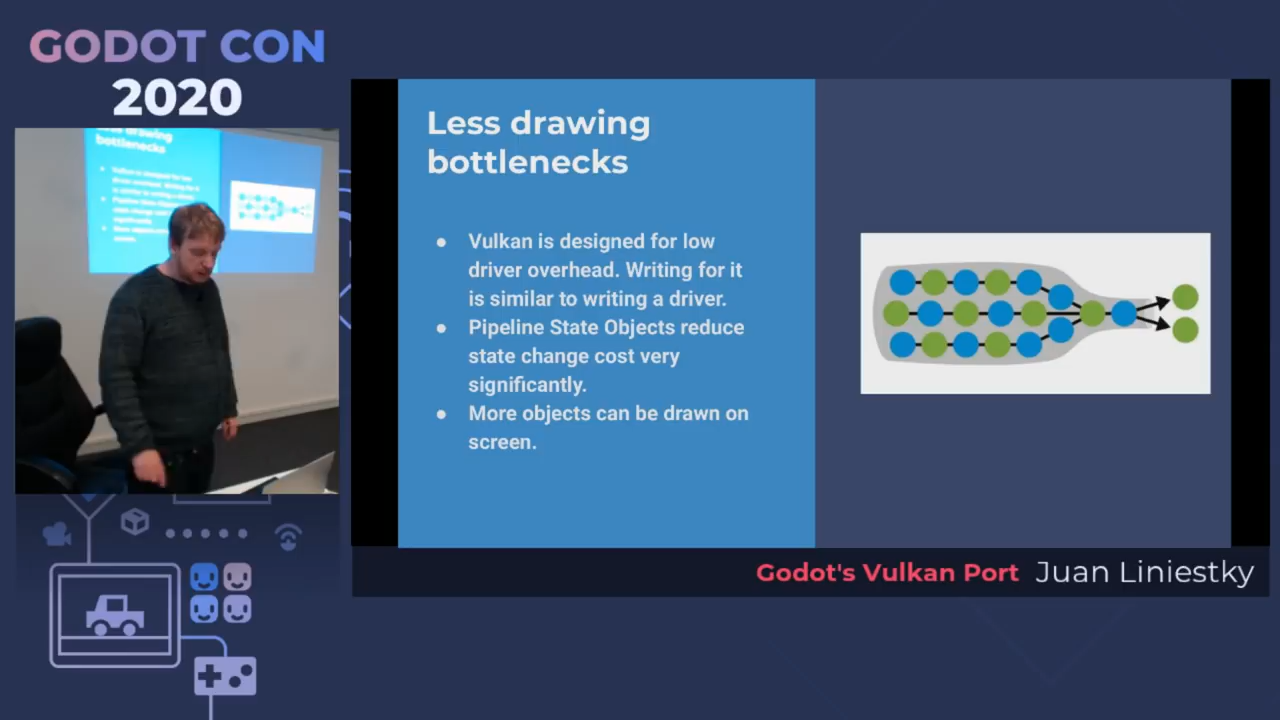 GODOT CON
2020
Less drawing
bottlenecks
● Vulkan is designed for low
driver overhead. Writing for it
is similar to writing a driver.
● Pipeline State Objects reduce
state change cost very
significantly.
● More objects can be drawn on
screen.
Godot's Vulkan Port Juan Liniestky